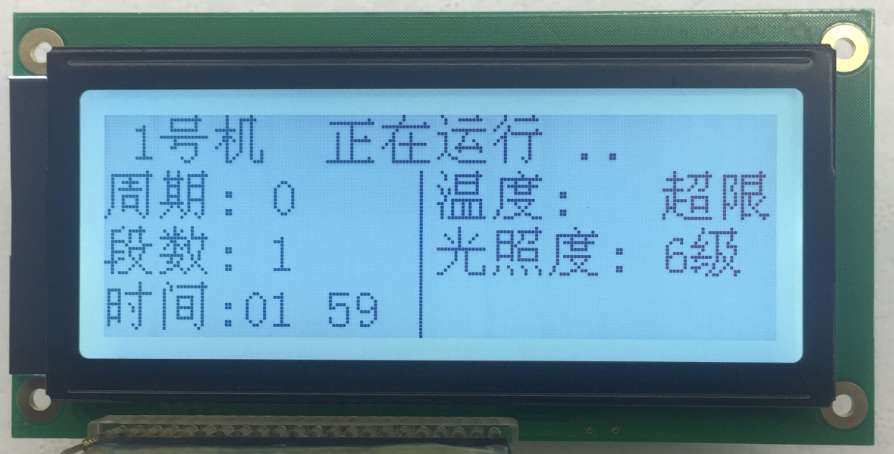 1号机 正在运行 ..
周期: 0 温度: 超限
段数: 1 光照度: 6级
时间:01 59